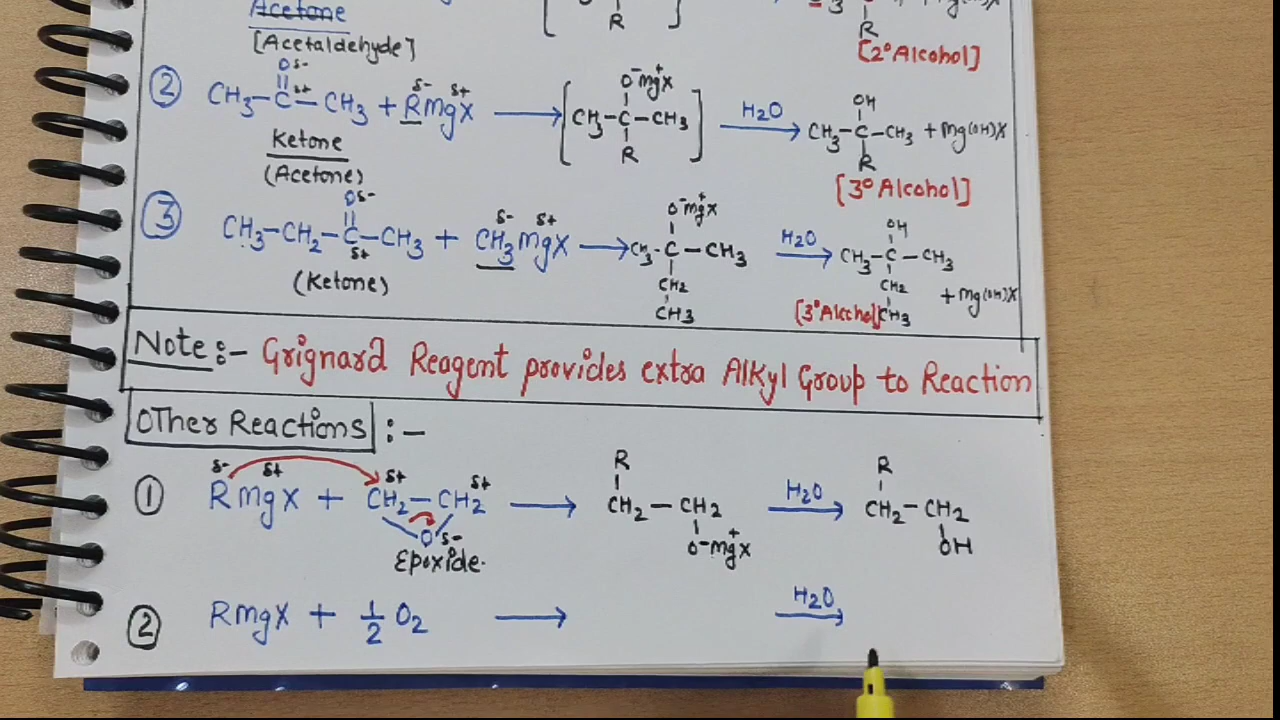 Acetone
[Acetaldehyde]
R
R
[2° Alcohol]
② CH3-C-CH3 + RMgX ⟶ [CH3-C-CH3] H2O⟶ CH3-C-CH3 + Mg(OH)X
O δ- δ+ δ- δ+ O⁻Mg⁺X R OH R
Ketone
(Acetone)
[3° Alcohol]
③ CH3-CH2-C-CH3 + CH3MgX ⟶ CH3-C-CH3 H2O⟶ CH3-C-CH3
O δ- δ+ δ- δ+ O⁻Mg⁺X CH2 CH3 OH CH2 CH3 + Mg(OH)X
(Ketone)
[3° Alcohol]
Note:- Grignard Reagent provides extra Alkyl Group to Reaction
Other Reactions :-
δ- δ+ δ+ δ+ R R
① RMgX + CH2-CH2 ⟶ CH2-CH2 H2O⟶ CH2-CH2
O δ- O⁻Mg⁺X OH
Epoxide.
② RMgX + 1/2 O2 ⟶ H2O⟶